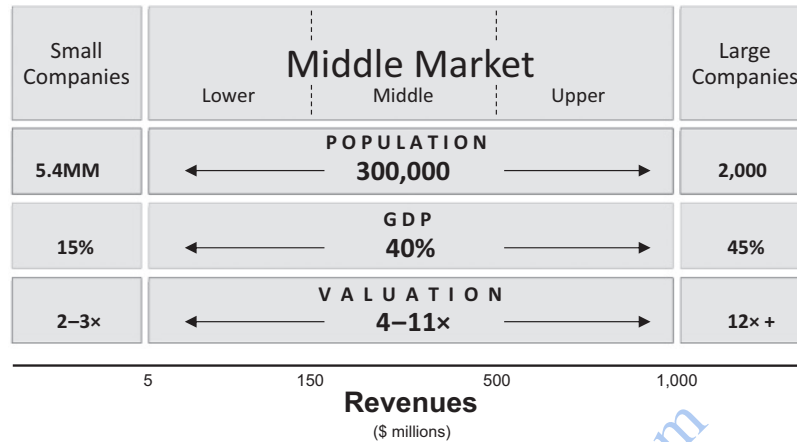 Small
Companies
Middle Market
Lower Middle Upper
Large
Companies
POPULATION
5.4MM 300,000 2,000
GDP
15% 40% 45%
VALUATION
2–3× 4–11× 12× +
5 150 500 1,000
Revenues
($ millions)